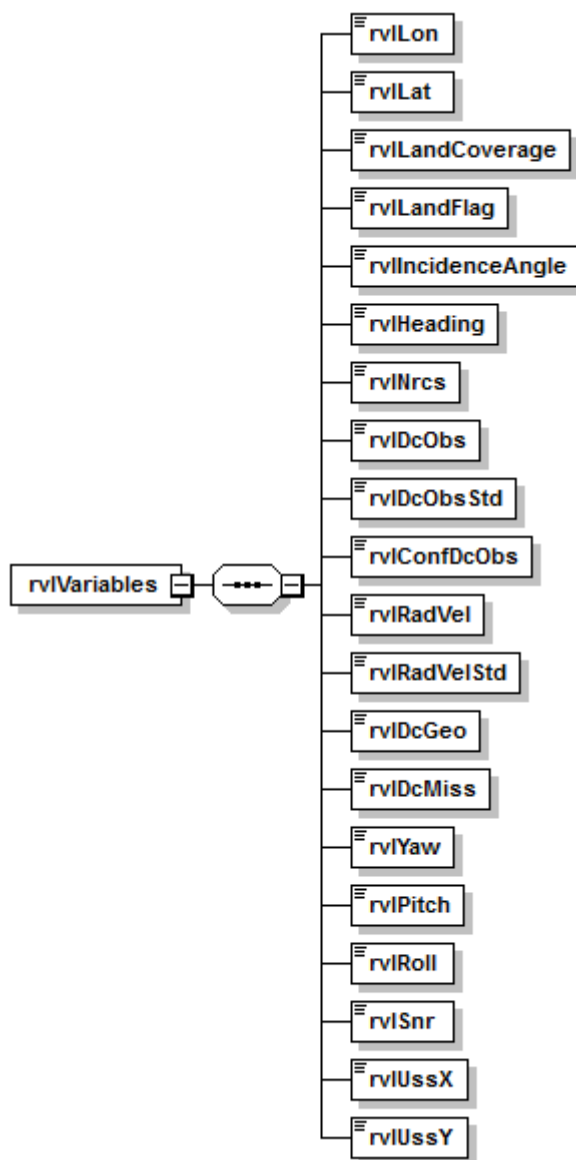 rvlLon
rvlLat
rvlLandCoverage
rvlLandFlag
rvlIncidenceAngle
rvlHeading
rvlNrcs
rvlDcObs
rvlDcObsStd
rvlConfDcObs
rvlVariables
rvlRadVel
rvlRadVelStd
rvlDcGeo
rvlDcMiss
rvlYaw
rvlPitch
rvlRoll
rvlSnr
rvlUssX
rvlUssY